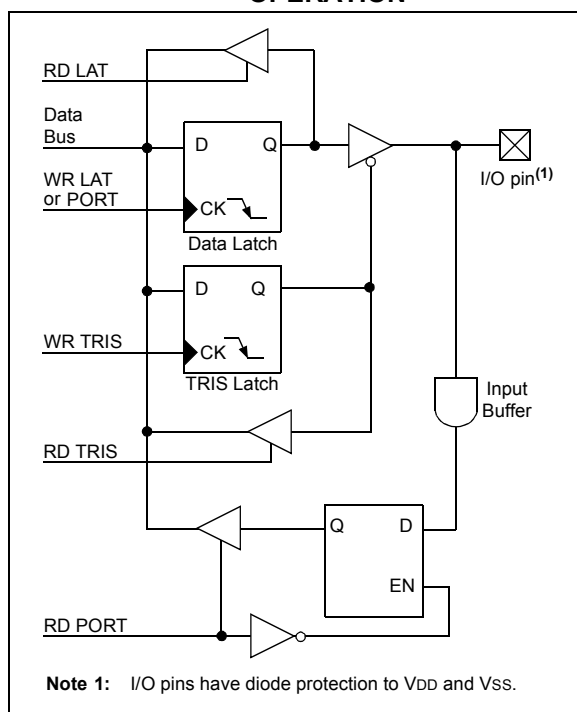 OPERATION
RD LAT
Data
Bus
D Q
I/O pin(1)
WR LAT
or PORT
CK
Data Latch
D Q
WR TRIS
CK
TRIS Latch
Input
Buffer
RD TRIS
Q D
EN
RD PORT
Note 1: I/O pins have diode protection to VDD and VSS.